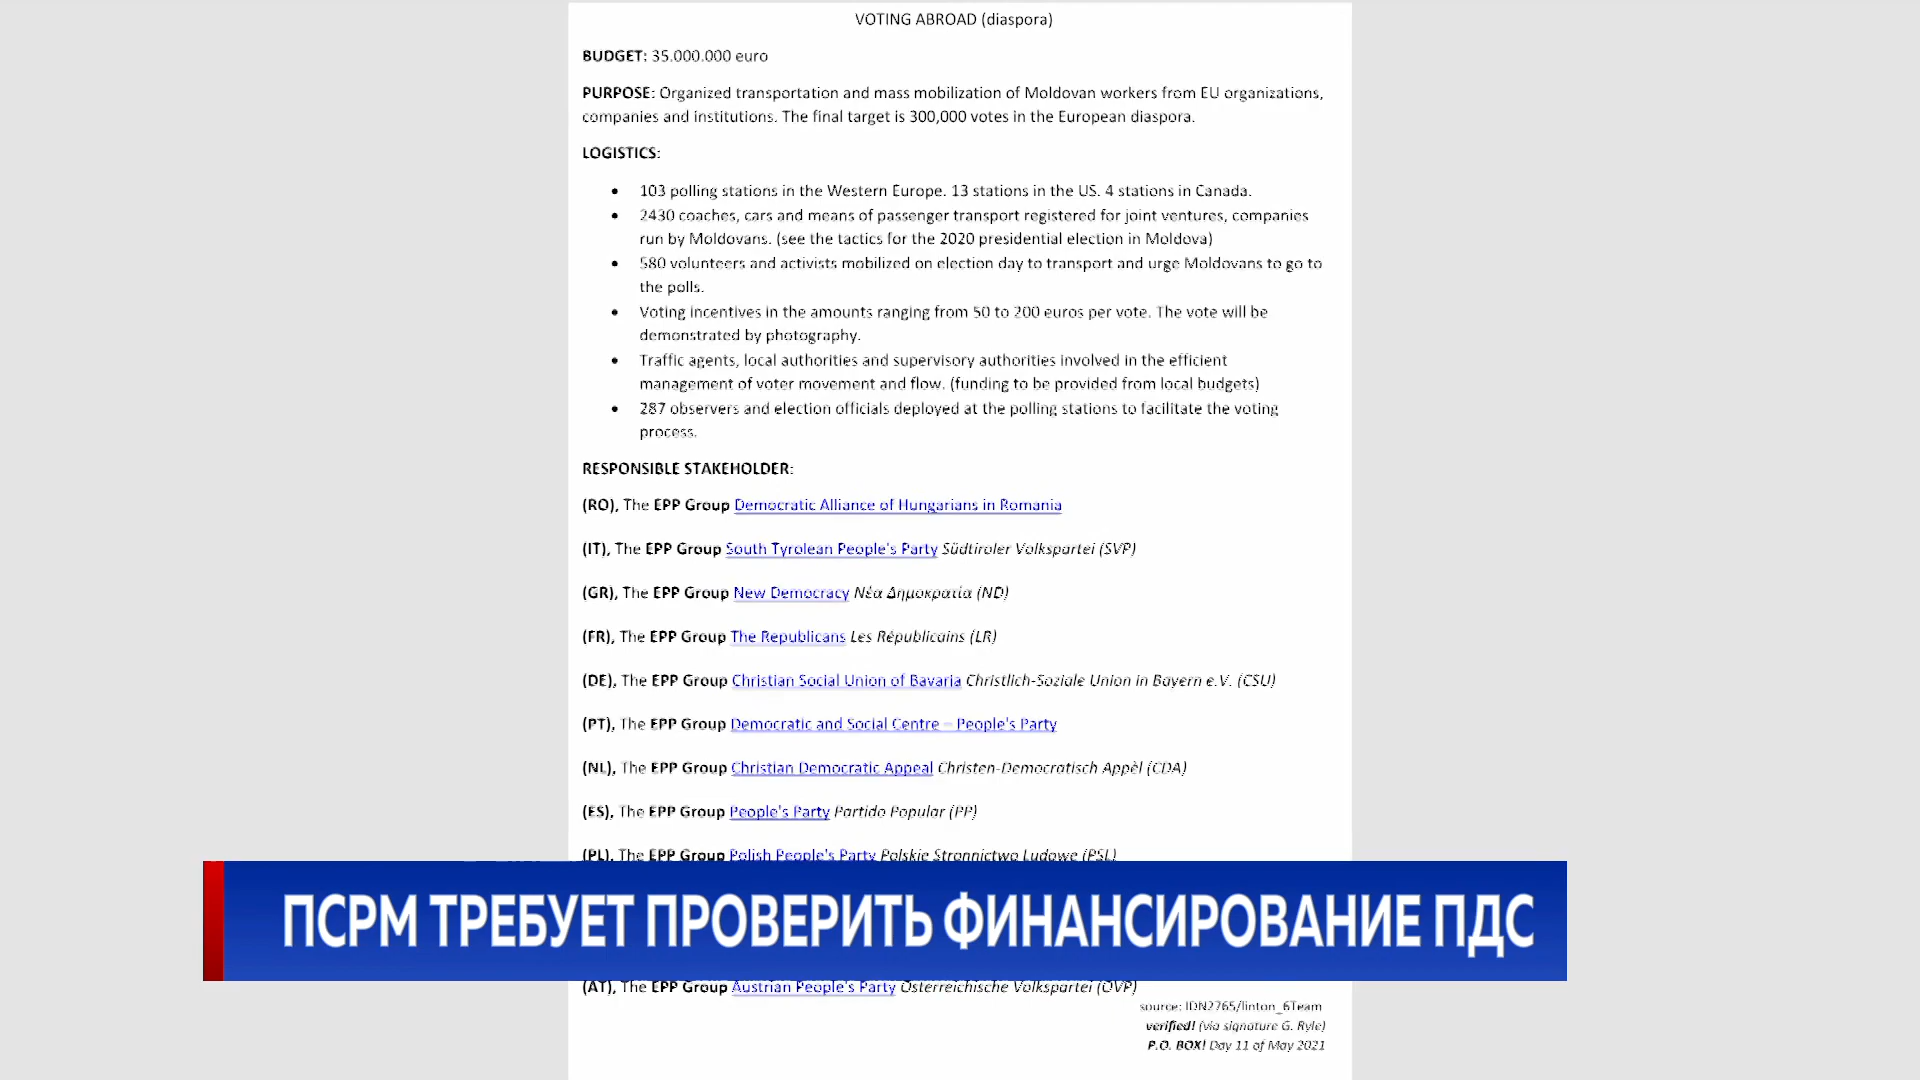 VOTING ABROAD (diaspora)
BUDGET: 35.000.000 euro
PURPOSE: Organized transportation and mass mobilization of Moldovan workers from EU organizations,
companies and institutions. The final target is 300,000 votes in the European diaspora.
LOGISTICS:
• 103 polling stations in the Western Europe. 13 stations in the US. 4 stations in Canada.
• 2430 coaches, cars and means of passenger transport registered for joint ventures, companies
run by Moldovans. (see the tactics for the 2020 presidential election in Moldova)
• 580 volunteers and activists mobilized on election day to transport and urge Moldovans to go to
the polls.
• Voting incentives in the amounts ranging from 50 to 200 euros per vote. The vote will be
demonstrated by photography.
• Traffic agents, local authorities and supervisory authorities involved in the efficient
management of voter movement and flow. (funding to be provided from local budgets)
• 287 observers and election officials deployed at the polling stations to facilitate the voting
process.
RESPONSIBLE STAKEHOLDER:
(RO), The EPP Group Democratic Alliance of Hungarians in Romania
(IT), The EPP Group South Tyrolean People's Party Südtiroler Volkspartei (SVP)
(GR), The EPP Group New Democracy Νέα Δημοκρατία (ND)
(FR), The EPP Group The Republicans Les Républicains (LR)
(DE), The EPP Group Christian Social Union of Bavaria Christlich-Soziale Union in Bayern e.V. (CSU)
(PT), The EPP Group Democratic and Social Centre – People's Party
(NL), The EPP Group Christian Democratic Appeal Christen-Democratisch Appèl (CDA)
(ES), The EPP Group People's Party Partido Popular (PP)
(PL), The EPP Group Polish People's Party Polskie Stronnictwo Ludowe (PSL)
ПСРМ ТРЕБУЕТ ПРОВЕРИТЬ ФИНАНСИРОВАНИЕ ПДС
(AT), The EPP Group Austrian People's Party Österreichische Volkspartei (ÖVP)
source: IDN2765/linton_6Team
verified! (via signature G. Ryle)
P.O. BOX! Day 11 of May 2021